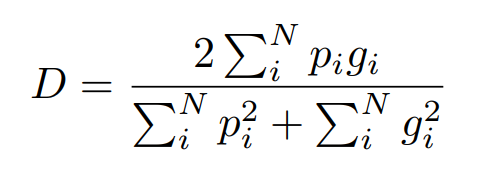 D = \frac{2 \sum_{i}^{N} p_i g_i}{\sum_{i}^{N} p_i^2 + \sum_{i}^{N} g_i^2}